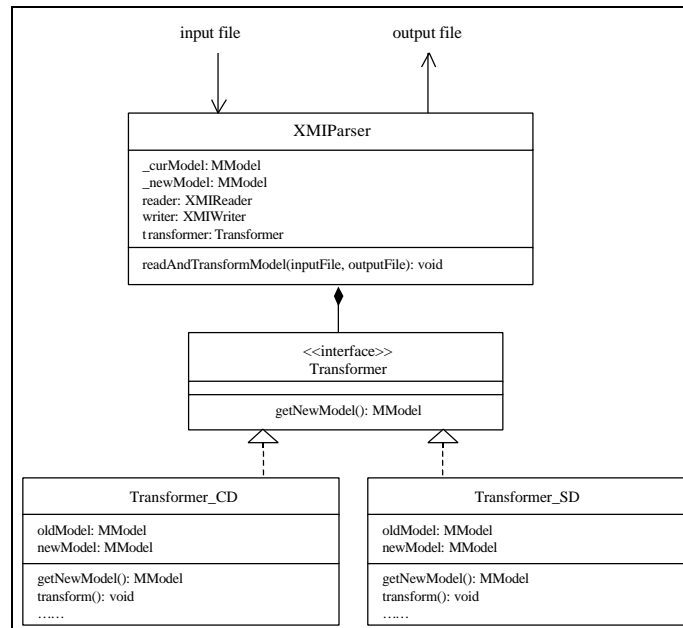 input file output file
XMIParser
_curModel: MModel
_newModel: MModel
reader: XMIReader
writer: XMIWriter
transformer: Transformer
readAndTransformModel(inputFile, outputFile): void
<<interface>>
Transformer
getNewModel(): MModel
Transformer_CD
oldModel: MModel
newModel: MModel
getNewModel(): MModel
transform(): void
……
Transformer_SD
oldModel: MModel
newModel: MModel
getNewModel(): MModel
transform(): void
……